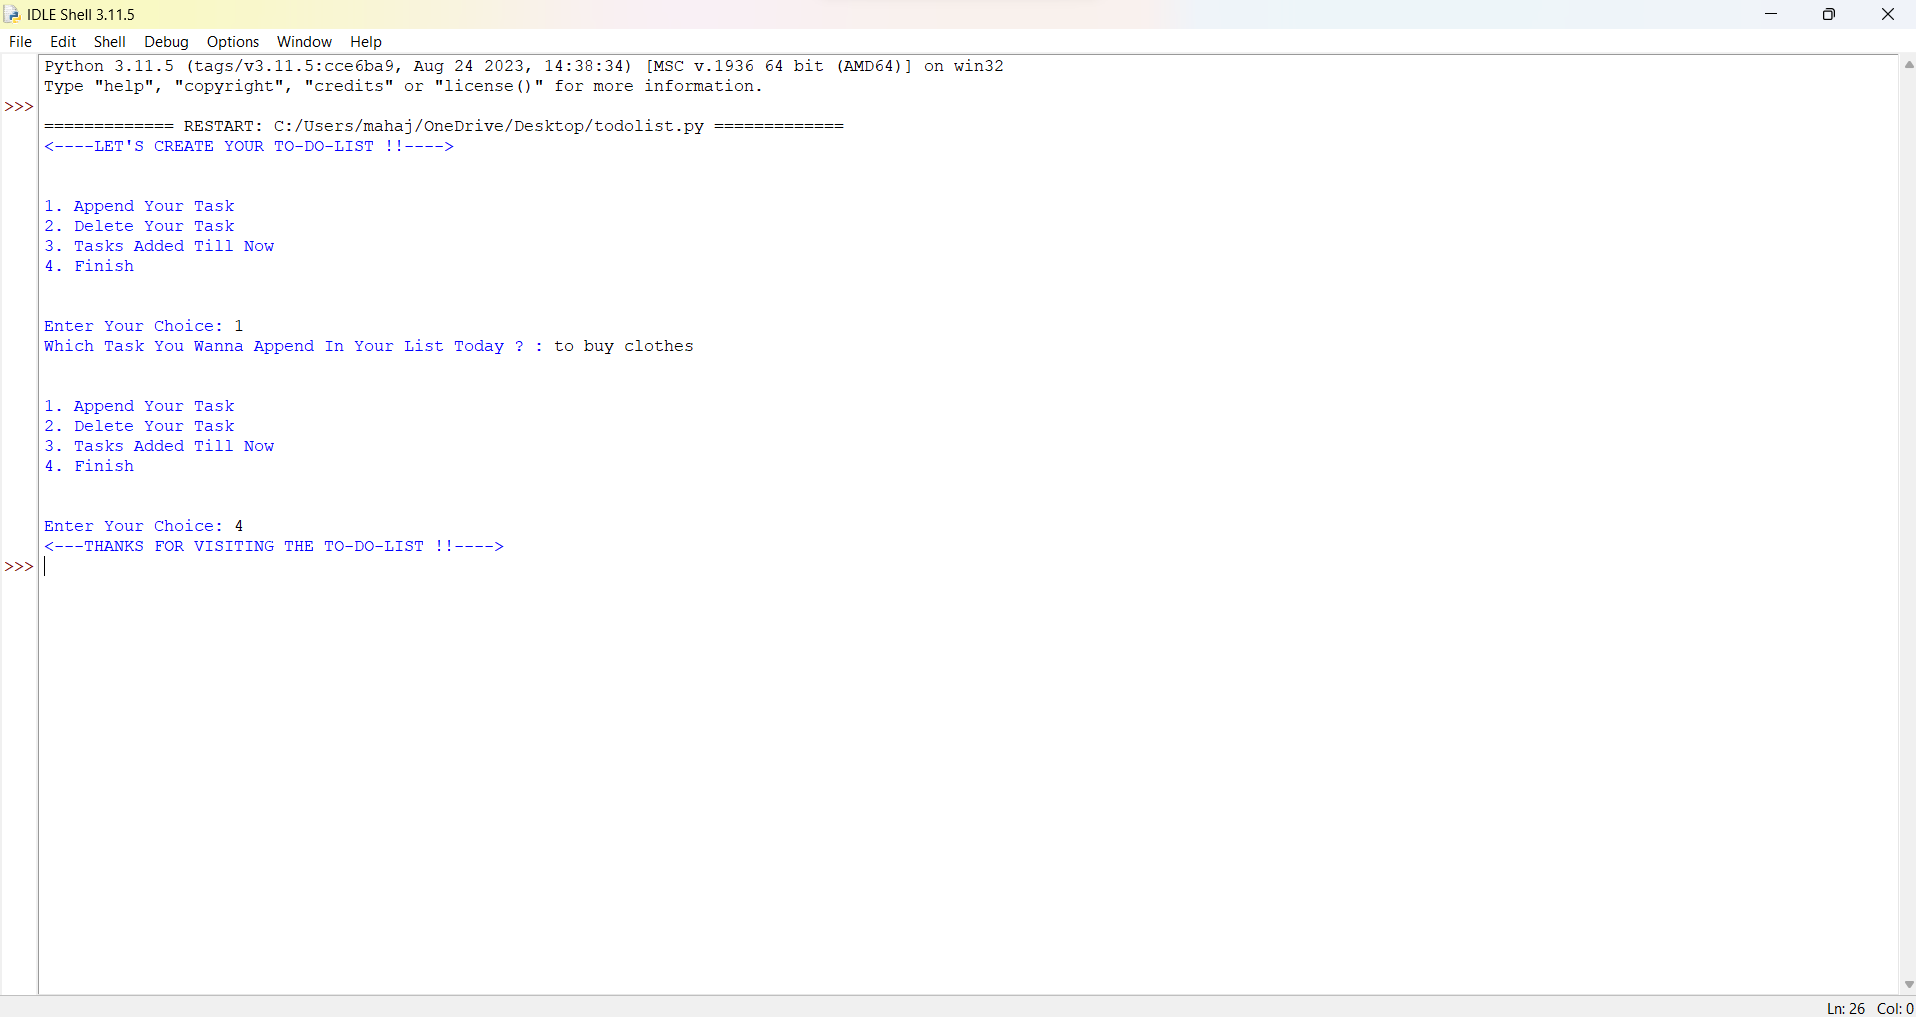 IDLE Shell 3.11.5
File Edit Shell Debug Options Window Help
Python 3.11.5 (tags/v3.11.5:cce6ba9, Aug 24 2023, 14:38:34) [MSC v.1936 64 bit (AMD64)] on win32
Type "help", "copyright", "credits" or "license()" for more information.
>>>
============= RESTART: C:/Users/mahaj/OneDrive/Desktop/todolist.py =============
<----LET'S CREATE YOUR TO-DO-LIST !!---->
1. Append Your Task
2. Delete Your Task
3. Tasks Added Till Now
4. Finish
Enter Your Choice: 1
Which Task You Wanna Append In Your List Today ? : to buy clothes
1. Append Your Task
2. Delete Your Task
3. Tasks Added Till Now
4. Finish
Enter Your Choice: 4
<---THANKS FOR VISITING THE TO-DO-LIST !!---->
>>>
Ln: 26 Col: 0